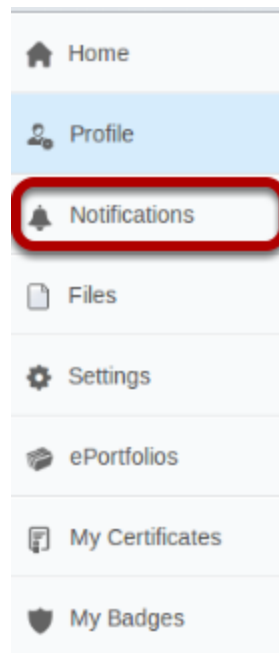 Home
Profile
Notifications
Files
Settings
ePortfolios
My Certificates
My Badges